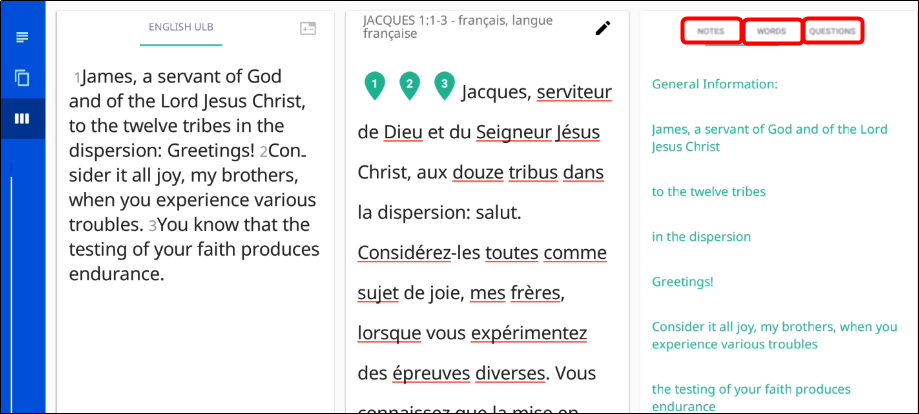 ENGLISH ULB
1James, a servant of God
and of the Lord Jesus Christ,
to the twelve tribes in the
dispersion: Greetings! 2Con-
sider it all joy, my brothers,
when you experience various
troubles. 3You know that the
testing of your faith produces
endurance.
JACQUES 1:1-3 - français, langue
française
1 2 3 Jacques, serviteur
de Dieu et du Seigneur Jésus
Christ, aux douze tribus dans
la dispersion: salut.
Considérez-les toutes comme
sujet de joie, mes frères,
lorsque vous expérimentez
des épreuves diverses. Vous
connaissez que la mise en
NOTES WORDS QUESTIONS
General Information:
James, a servant of God and of the Lord
Jesus Christ
to the twelve tribes
in the dispersion
Greetings!
Consider it all joy, my brothers, when you
experience various troubles
the testing of your faith produces
endurance